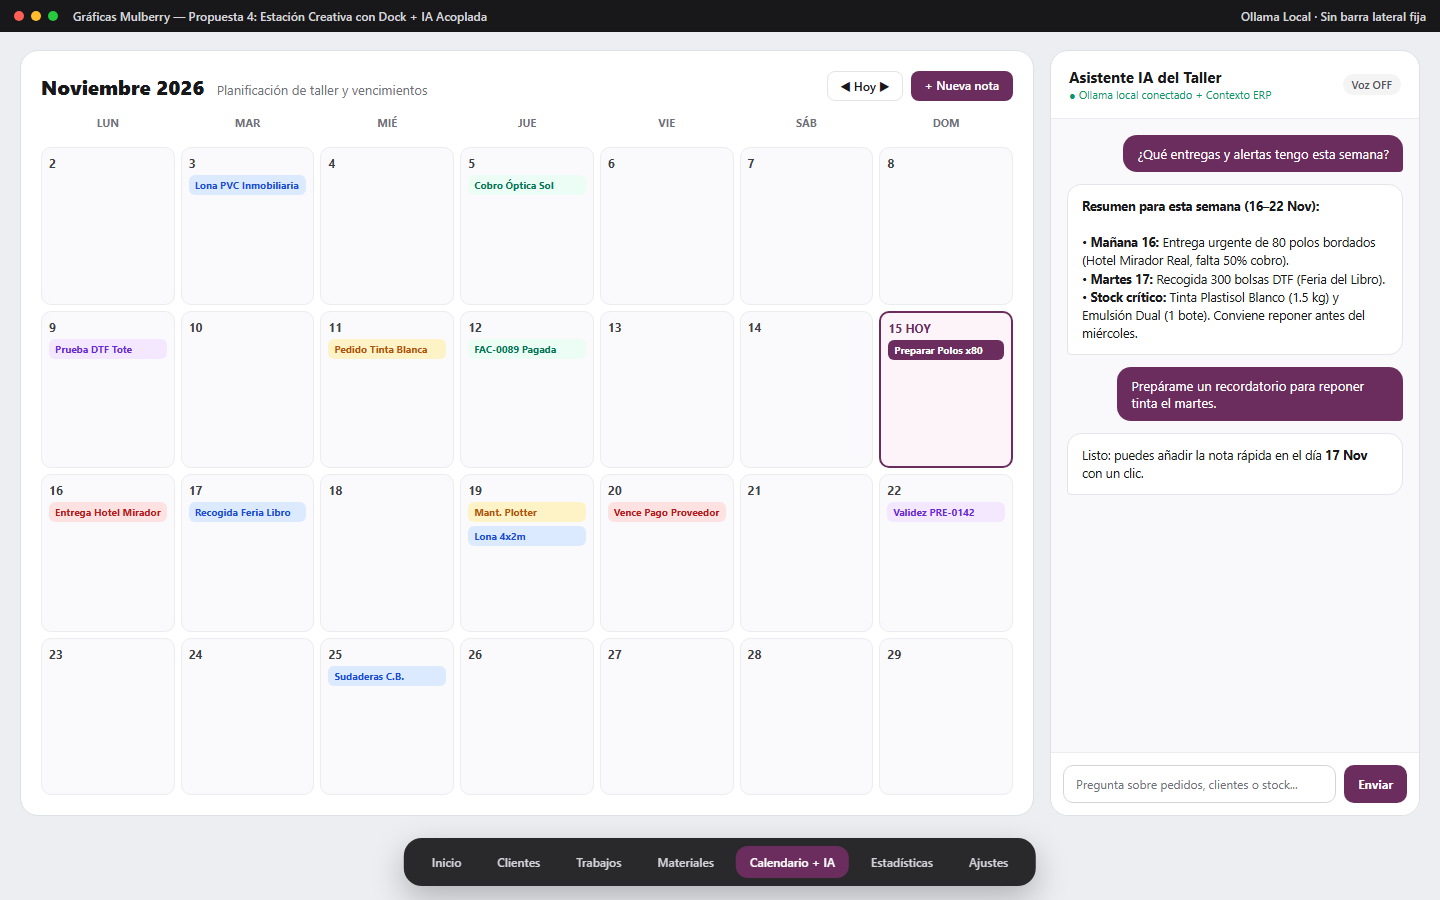 Gráficas Mulberry — Propuesta 4: Estación Creativa con Dock + IA Acoplada
Ollama Local · Sin barra lateral fija
Noviembre 2026
Planificación de taller y vencimientos
◀ Hoy ▶
+ Nueva nota
LUN
MAR
MIÉ
JUE
VIE
SÁB
DOM
2
3
Lona PVC Inmobiliaria
4
5
Cobro Óptica Sol
6
7
8
9
Prueba DTF Tote
10
11
Pedido Tinta Blanca
12
FAC-0089 Pagada
13
14
15 HOY
Preparar Polos x80
16
Entrega Hotel Mirador
17
Recogida Feria Libro
18
19
Mant. Plotter
Lona 4x2m
20
Vence Pago Proveedor
21
22
Validez PRE-0142
23
24
25
Sudaderas C.B.
26
27
28
29
Asistente IA del Taller
● Ollama local conectado + Contexto ERP
Voz OFF
¿Qué entregas y alertas tengo esta semana?
Resumen para esta semana (16–22 Nov):
• Mañana 16: Entrega urgente de 80 polos bordados
(Hotel Mirador Real, falta 50% cobro).
• Martes 17: Recogida 300 bolsas DTF (Feria del Libro).
• Stock crítico: Tinta Plastisol Blanco (1.5 kg) y
Emulsión Dual (1 bote). Conviene reponer antes del
miércoles.
Prepárame un recordatorio para reponer
tinta el martes.
Listo: puedes añadir la nota rápida en el día 17 Nov
con un clic.
Pregunta sobre pedidos, clientes o stock...
Enviar
Inicio
Clientes
Trabajos
Materiales
Calendario + IA
Estadísticas
Ajustes